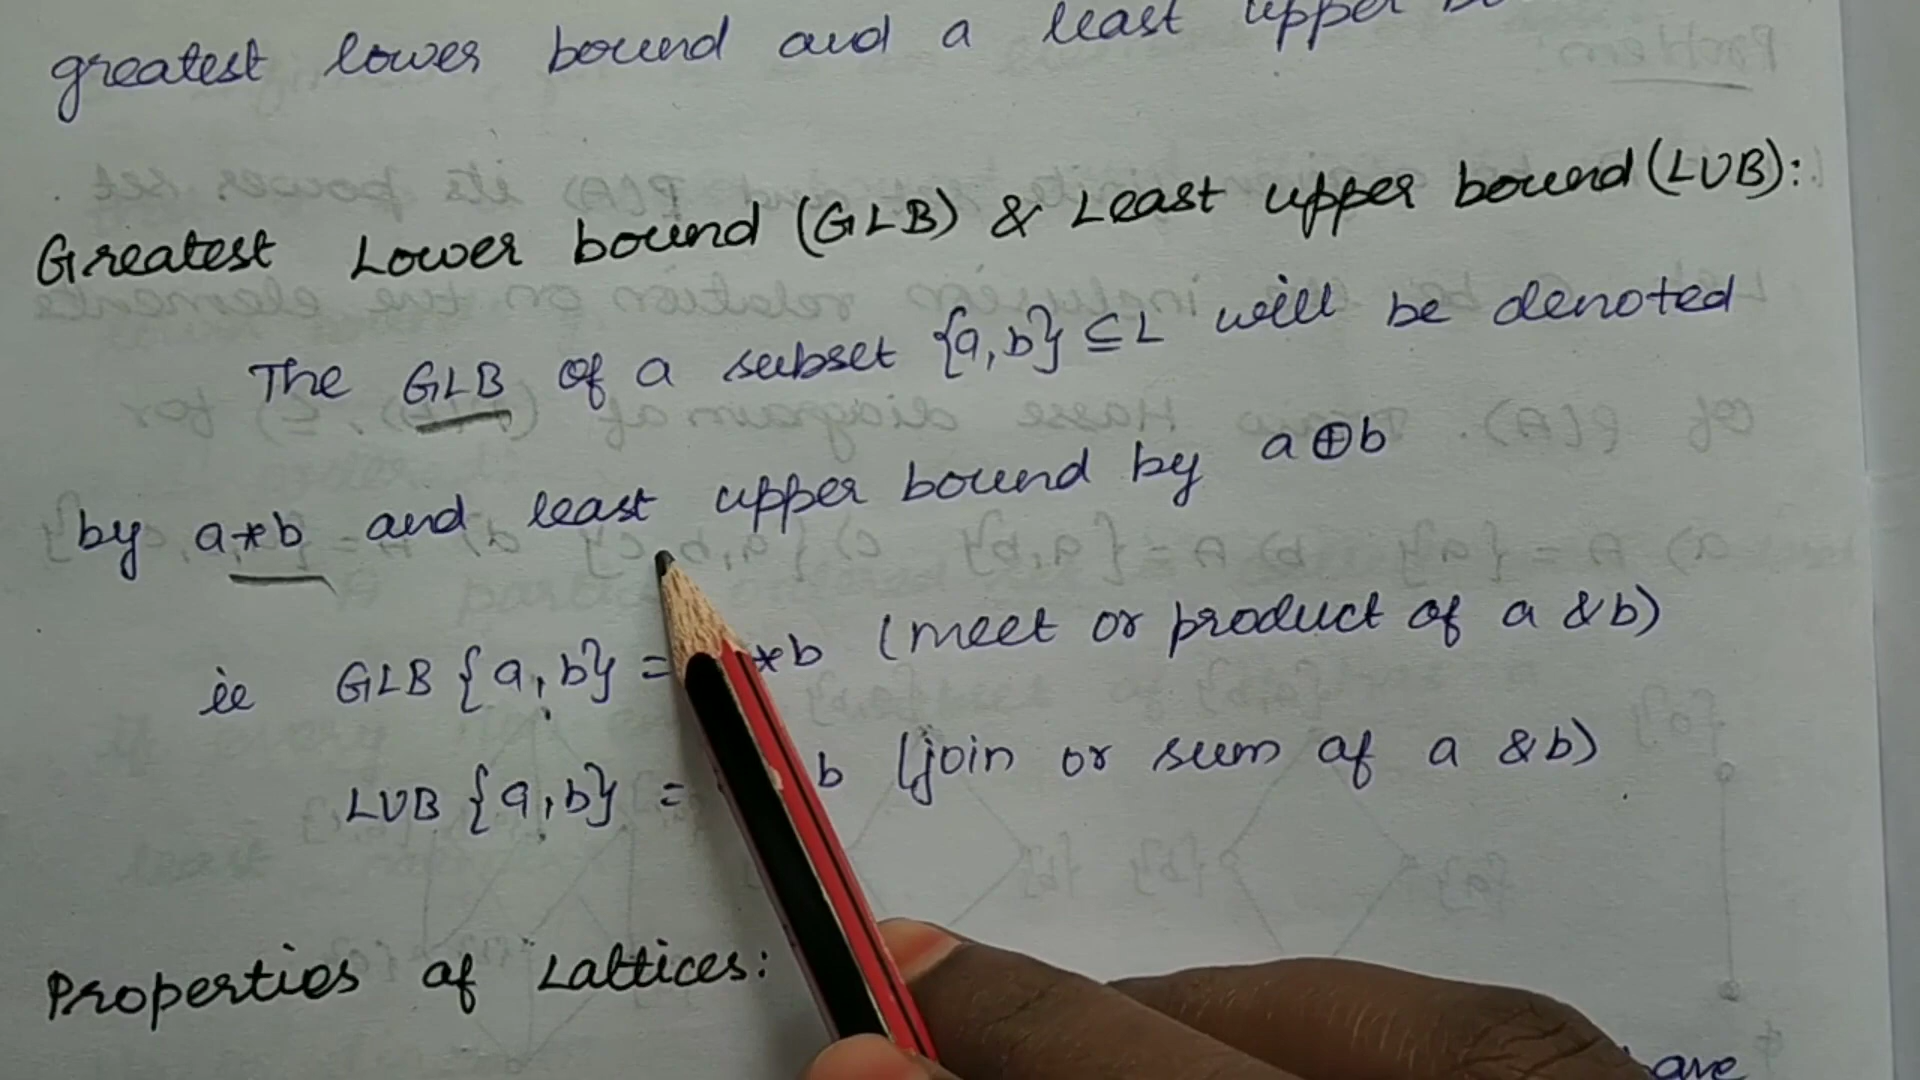 greatest lower bound and a least upper
Greatest Lower bound (GLB) & Least upper bound (LUB):
The GLB of a subset {a,b} ⊆ L will be denoted
by a*b and least upper bound by a⊕b
ie GLB {a,b} = *b (meet or product of a & b)
LUB {a,b} = b (join or sum of a & b)
Properties of Lattices:
are